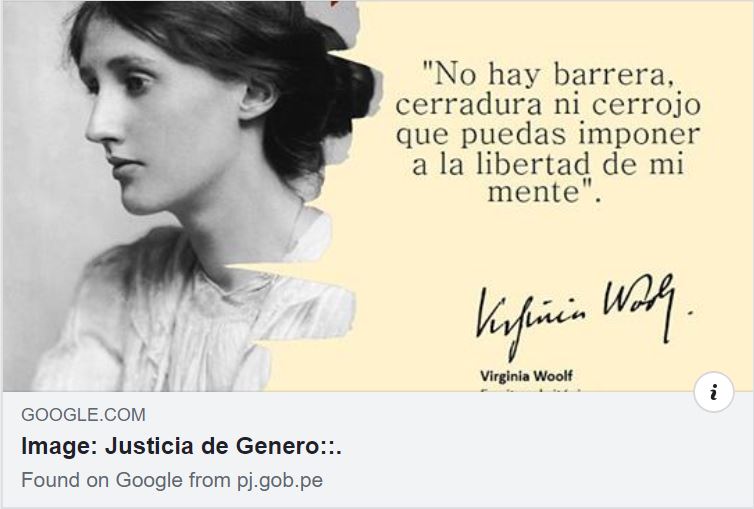 "No hay barrera,
cerradura ni cerrojo
que puedas imponer
a la libertad de mi
mente".
Virginia Woolf.
Virginia Woolf
i
GOOGLE.COM
Image: Justicia de Genero::.
Found on Google from pj.gob.pe